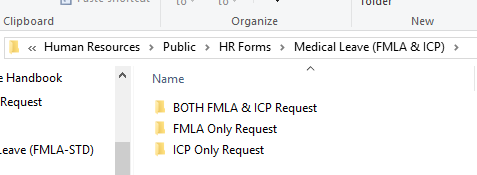 Paste shortcut
folder
Clipboard
Organize
New
« Human Resources > Public > HR Forms > Medical Leave (FMLA & ICP) >
Name
e Handbook
BOTH FMLA & ICP Request
Request
FMLA Only Request
ICP Only Request
Leave (FMLA-STD)